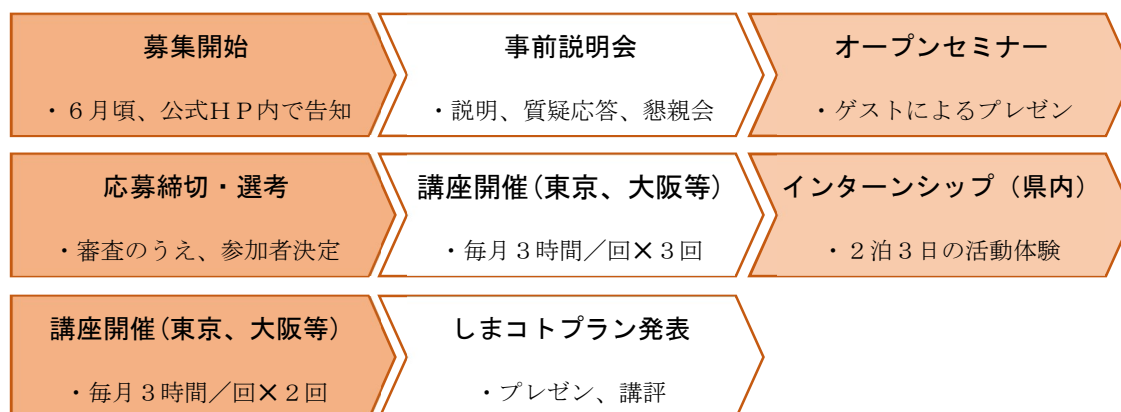 募集開始
・６月頃、公式ＨＰ内で告知
事前説明会
・説明、質疑応答、懇親会
オープンセミナー
・ゲストによるプレゼン
応募締切・選考
・審査のうえ、参加者決定
講座開催(東京、大阪等)
・毎月３時間／回×３回
インターンシップ（県内）
・２泊３日の活動体験
講座開催(東京、大阪等)
・毎月３時間／回×２回
しまコトプラン発表
・プレゼン、講評